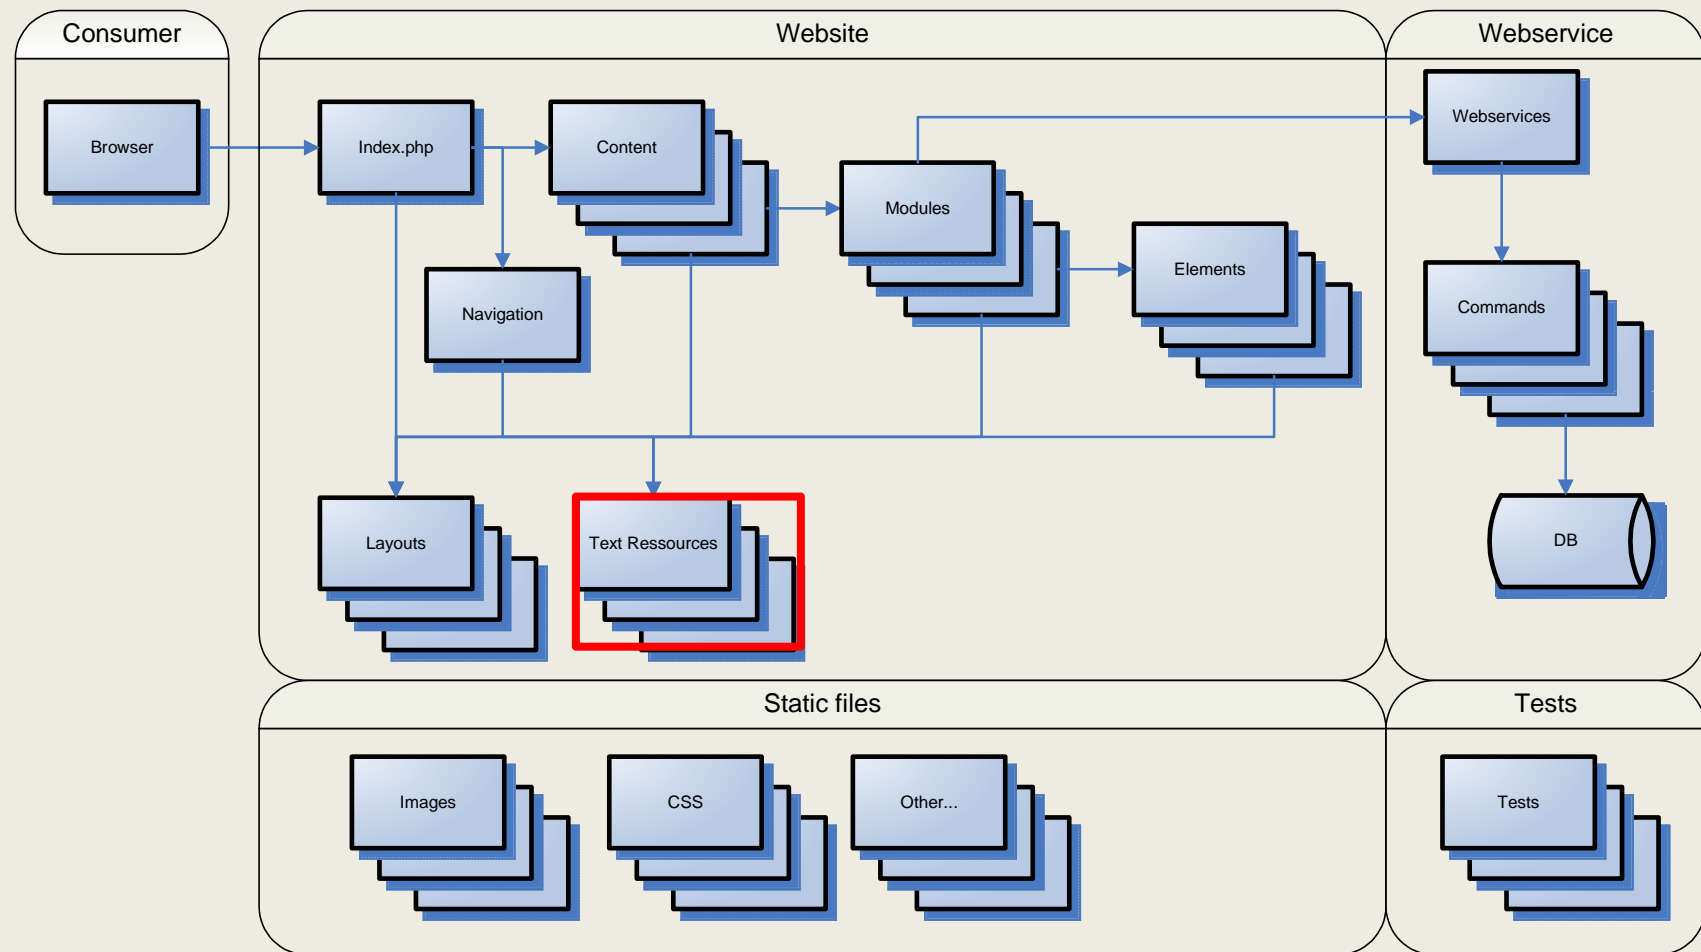 Consumer
Website
Webservice
Browser
Index.php
Content
Modules
Elements
Navigation
Webservices
Commands
DB
Layouts
Text Ressources
Static files
Tests
Images
CSS
Other...
Tests